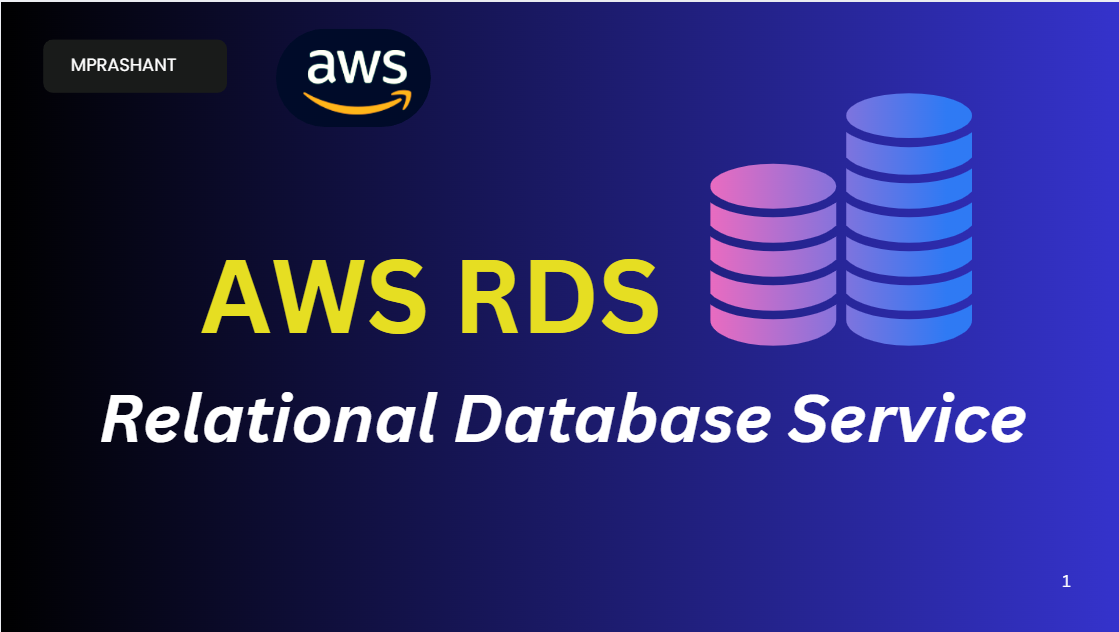 MPRASHANT
aws
AWS RDS
Relational Database Service
1